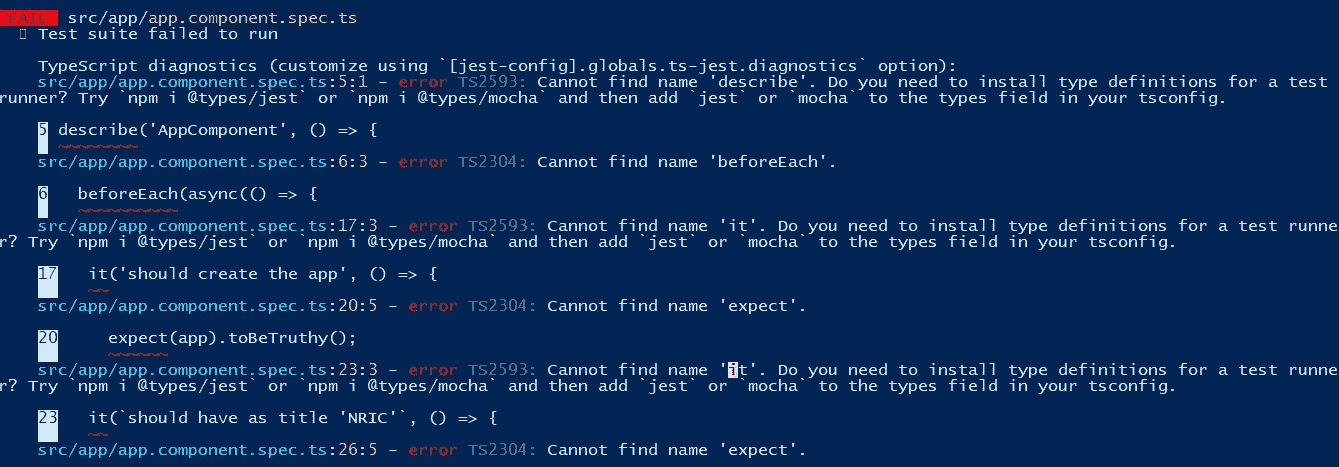 FAIL src/app/app.component.spec.ts
Test suite failed to run
TypeScript diagnostics (customize using `[jest-config].globals.ts-jest.diagnostics` option):
src/app/app.component.spec.ts:5:1 - error TS2593: Cannot find name 'describe'. Do you need to install type definitions for a test
runner? Try `npm i @types/jest` or `npm i @types/mocha` and then add `jest` or `mocha` to the types field in your tsconfig.
5 describe('AppComponent', () => {
src/app/app.component.spec.ts:6:3 - error TS2304: Cannot find name 'beforeEach'.
6 beforeEach(async(() => {
src/app/app.component.spec.ts:17:3 - error TS2593: Cannot find name 'it'. Do you need to install type definitions for a test runne
r? Try `npm i @types/jest` or `npm i @types/mocha` and then add `jest` or `mocha` to the types field in your tsconfig.
17 it('should create the app', () => {
src/app/app.component.spec.ts:20:5 - error TS2304: Cannot find name 'expect'.
20 expect(app).toBeTruthy();
src/app/app.component.spec.ts:23:3 - error TS2593: Cannot find name 'it'. Do you need to install type definitions for a test runne
r? Try `npm i @types/jest` or `npm i @types/mocha` and then add `jest` or `mocha` to the types field in your tsconfig.
23 it(`should have as title 'NRIC'`, () => {
src/app/app.component.spec.ts:26:5 - error TS2304: Cannot find name 'expect'.